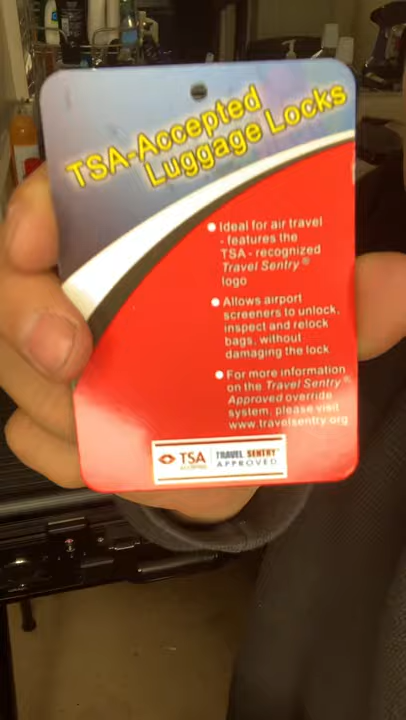 TSA-Accepted
Luggage Locks
Ideal for air travel
- features the
TSA - recognized
Travel Sentry®
logo
Allows airport
screeners to unlock,
inspect and relock
bags, without
damaging the lock
For more information
on the Travel Sentry®
Approved override
system, please visit
www.travelsentry.org
TSA TRAVEL SENTRY
APPROVED